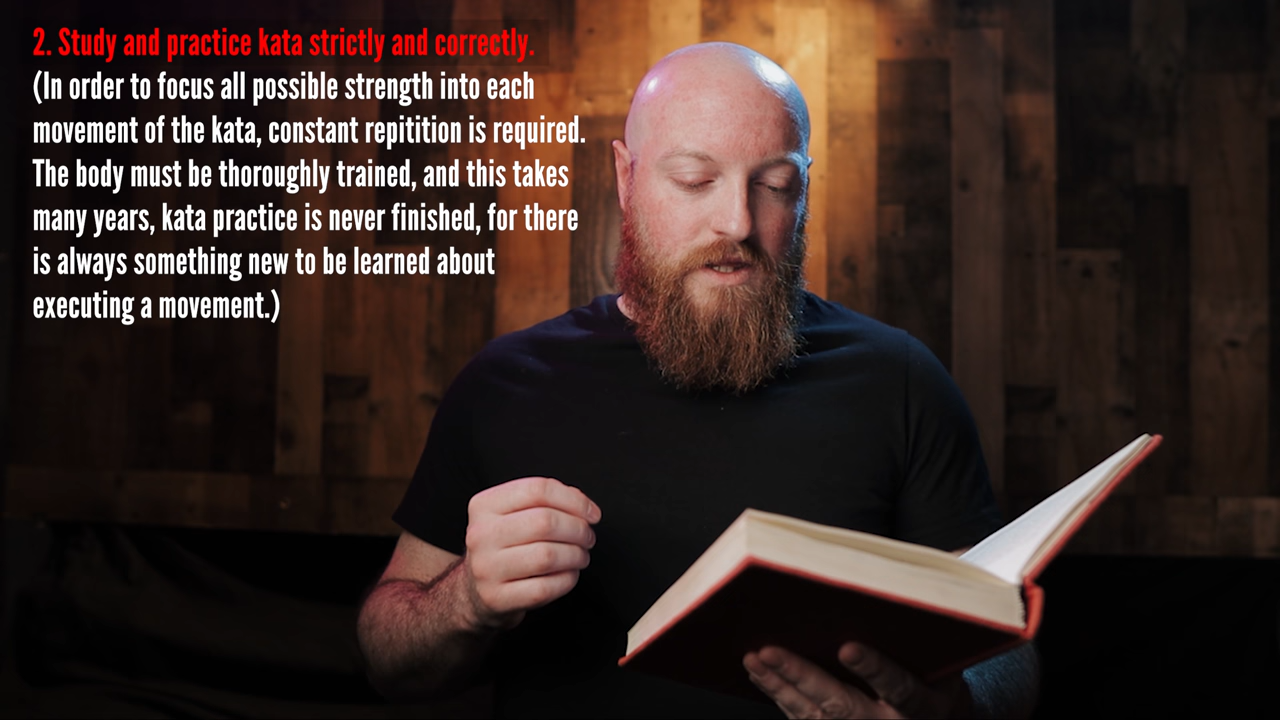 2. Study and practice kata strictly and correctly.
(In order to focus all possible strength into each
movement of the kata, constant repitition is required.
The body must be thoroughly trained, and this takes
many years, kata practice is never finished, for there
is always something new to be learned about
executing a movement.)